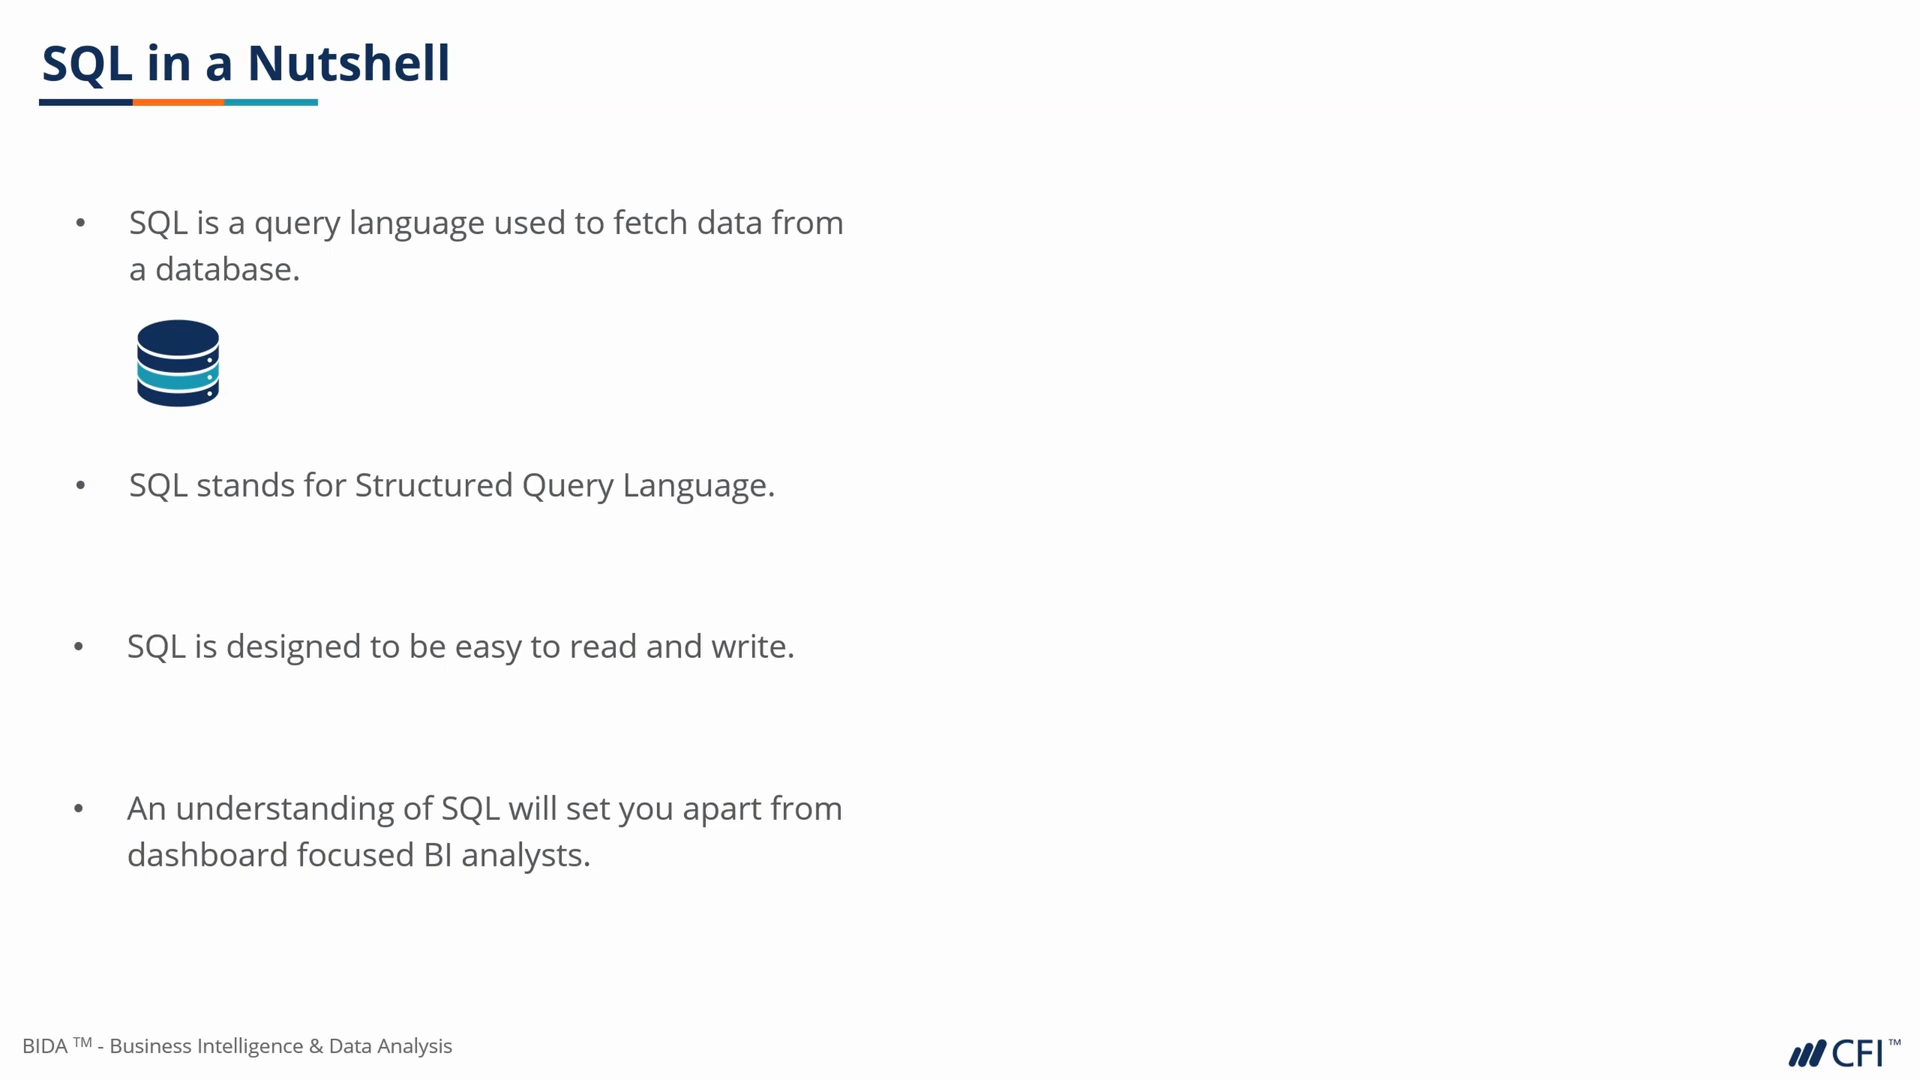 SQL in a Nutshell
• SQL is a query language used to fetch data from
a database.
• SQL stands for Structured Query Language.
• SQL is designed to be easy to read and write.
• An understanding of SQL will set you apart from
dashboard focused BI analysts.
BIDA TM - Business Intelligence & Data Analysis
CFI™